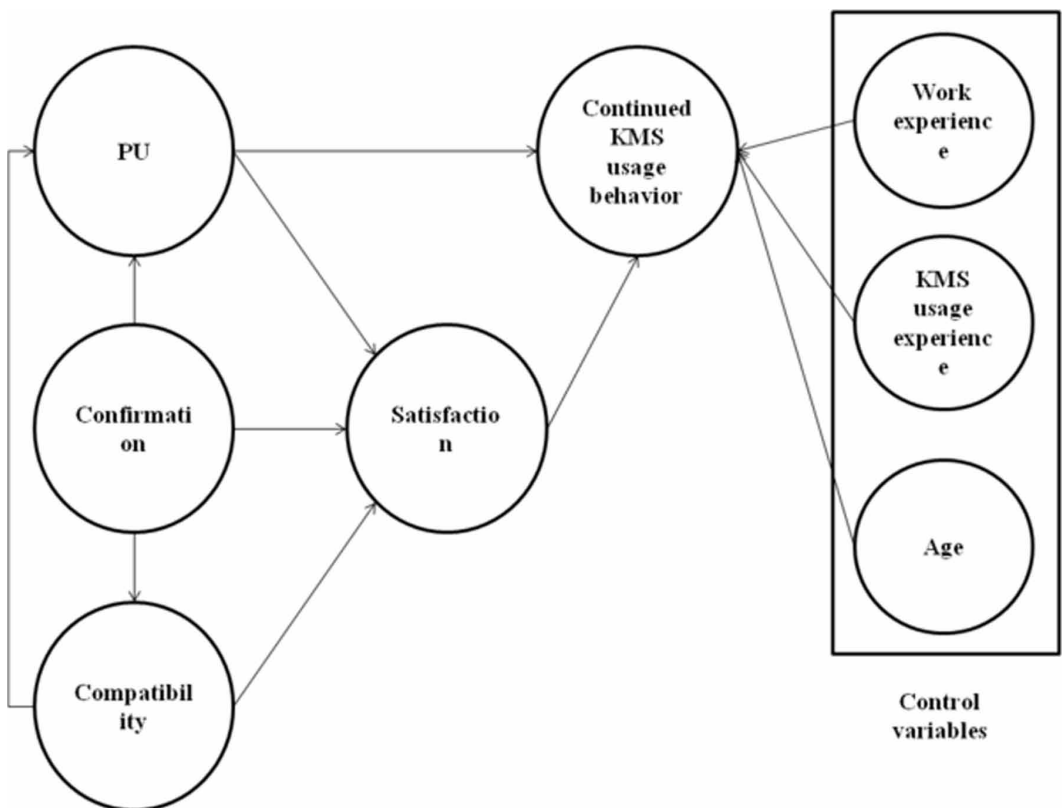 PU
Continued
KMS
usage
behavior
Work
experienc
e
KMS
usage
experienc
e
Confirmati
on
Satisfactio
n
Age
Compatibil
ity
Control
variables